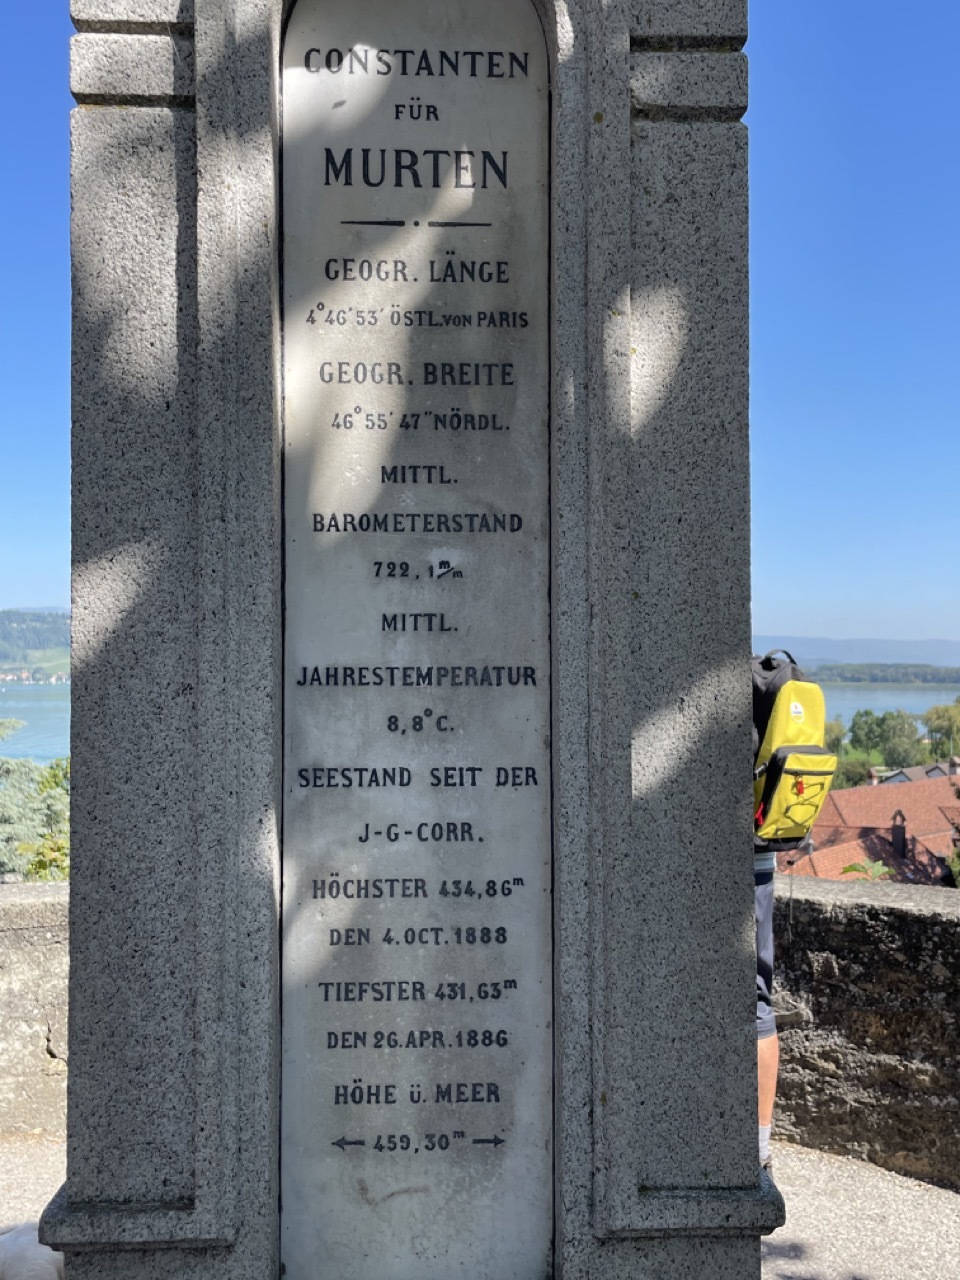 CONSTANTEN
FÜR
MURTEN
GEOGR. LÄNGE
4°46'53' ÖSTL.VON PARIS
GEOGR. BREITE
46°55'47" NÖRDL.
MITTL.
BAROMETERSTAND
722,1 m/m
MITTL.
JAHRESTEMPERATUR
8,8°C.
SEESTAND SEIT DER
J-G-CORR.
HÖCHSTER 434,86m
DEN 4.OCT.1888
TIEFSTER 431,63m
DEN 26.APR.1886
HÖHE Ü. MEER
← 459,30m →